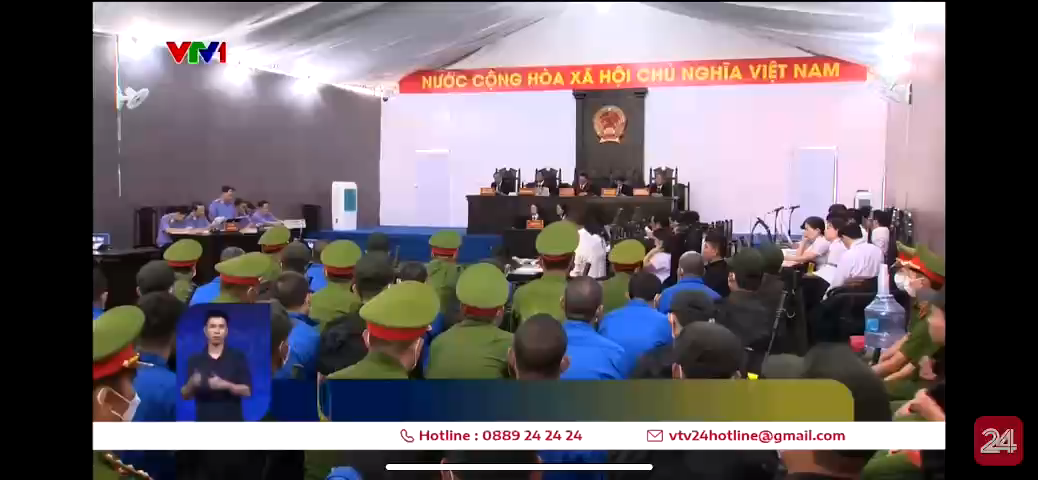 VTV1
NƯỚC CỘNG HÒA XÃ HỘI CHỦ NGHĨA VIỆT NAM
Hotline : 0889 24 24 24
vtv24hotline@gmail.com
24